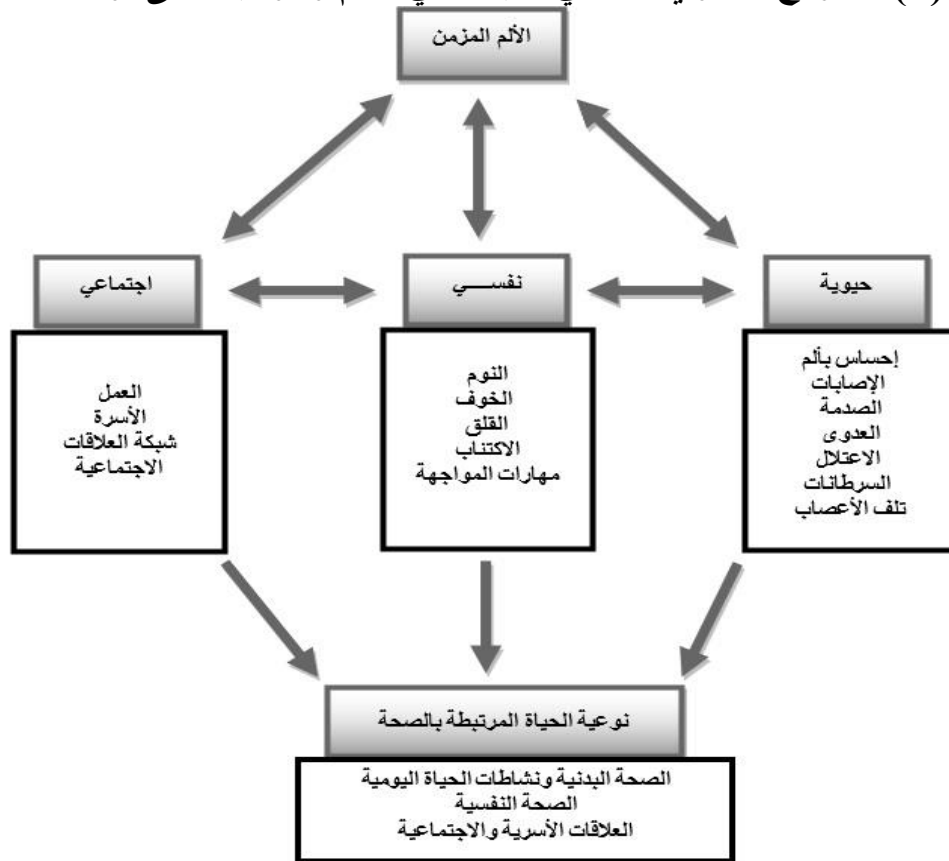 الألم المزمن
حيوية
نفســـي
اجتماعي
إحساس بألم
الإصابات
الصدمة
العدوى
الاعتلال
السرطانات
تلف الأعصاب
النوم
الخوف
القلق
الاكتئاب
مهارات المواجهة
العمل
الأسرة
شبكة العلاقات
الاجتماعية
نوعية الحياة المرتبطة بالصحة
الصحة البدنية ونشاطات الحياة اليومية
الصحة النفسية
العلاقات الأسرية والاجتماعية